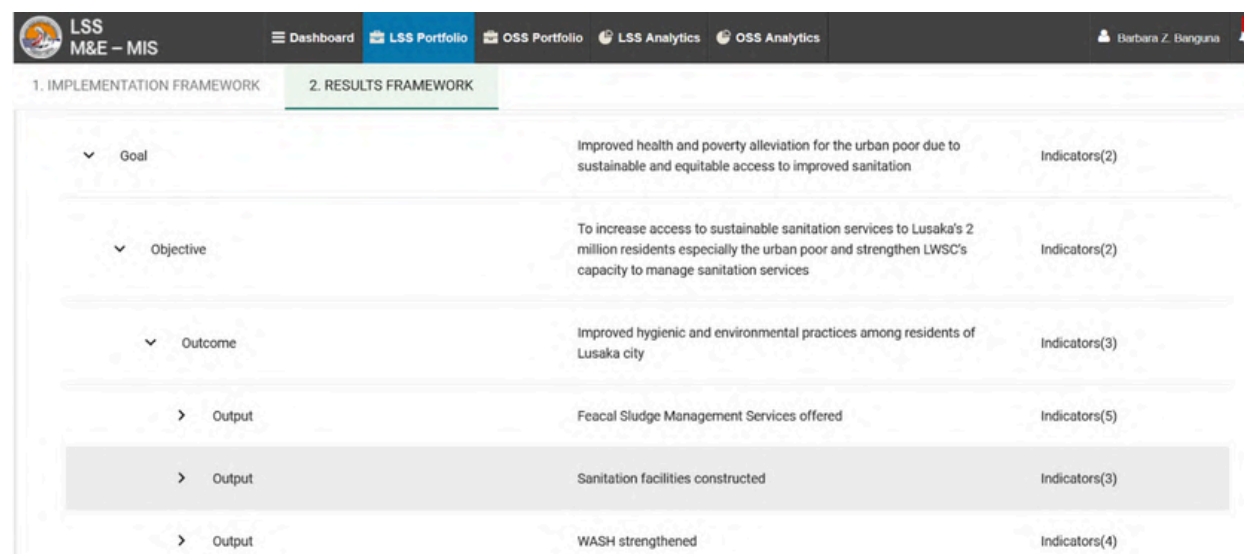 LSS
M&E – MIS
Dashboard LSS Portfolio OSS Portfolio LSS Analytics OSS Analytics Barbara Z. Banguna
1. IMPLEMENTATION FRAMEWORK 2. RESULTS FRAMEWORK
Goal Improved health and poverty alleviation for the urban poor due to
sustainable and equitable access to improved sanitation Indicators(2)
Objective To increase access to sustainable sanitation services to Lusaka's 2
million residents especially the urban poor and strengthen LWSC's Indicators(2)
capacity to manage sanitation services
Outcome Improved hygienic and environmental practices among residents of
Lusaka city Indicators(3)
Output Feacal Sludge Management Services offered Indicators(5)
Output Sanitation facilities constructed Indicators(3)
Output WASH strengthened Indicators(4)